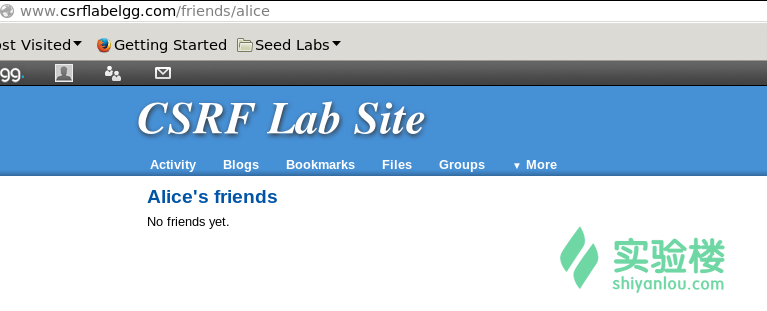 www.csrflabelgg.com/friends/alice
ost Visited Getting Started Seed Labs
gg.
CSRF Lab Site
Activity Blogs Bookmarks Files Groups ▼ More
Alice's friends
No friends yet.
实验楼
shiyanlou.com